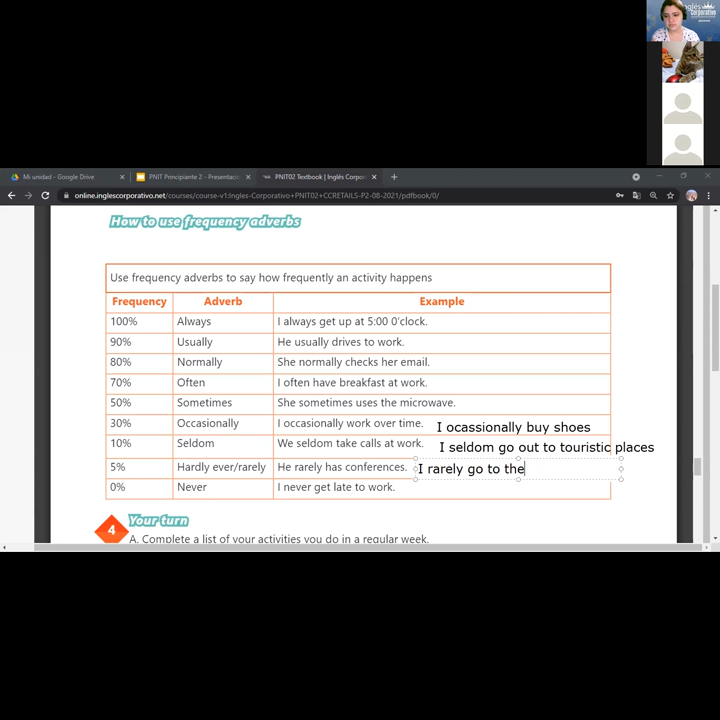 Inglés
Corporativo
Mi unidad - Google Drive
PNIT Principiante 2 - Presentaci
PNIT02 Textbook | Inglés Corpor
online.inglescorporativo.net/courses/course-v1:Ingles-Corporativo+PNIT02+CCRETAILS-P2-08-2021/pdfbook/0/
How to use frequency adverbs
Use frequency adverbs to say how frequently an activity happens
Frequency Adverb Example
100% Always I always get up at 5:00 0'clock.
90% Usually He usually drives to work.
80% Normally She normally checks her email.
70% Often I often have breakfast at work.
50% Sometimes She sometimes uses the microwave.
30% Occasionally I occasionally work over time. I ocassionally buy shoes
10% Seldom We seldom take calls at work. I seldom go out to touristic places
5% Hardly ever/rarely He rarely has conferences. I rarely go to the
0% Never I never get late to work.
4 Your turn
A. Complete a list of your activities you do in a regular week.